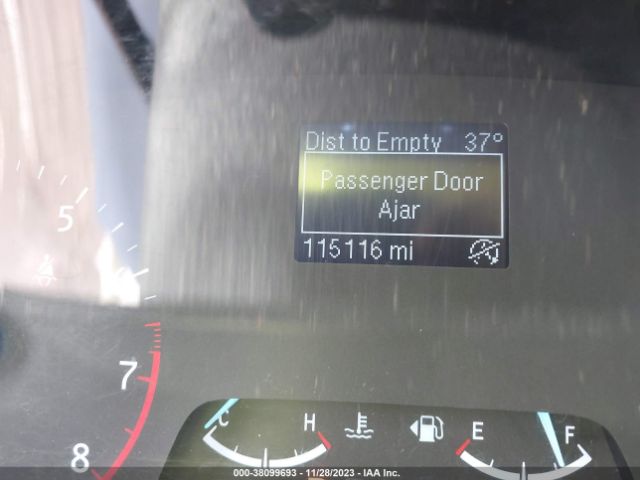 Dist to Empty 37°
Passenger Door
Ajar
115116 mi
5
6
7
8
C H
E F
000-38099693 - 11/28/2023 - IAA Inc.